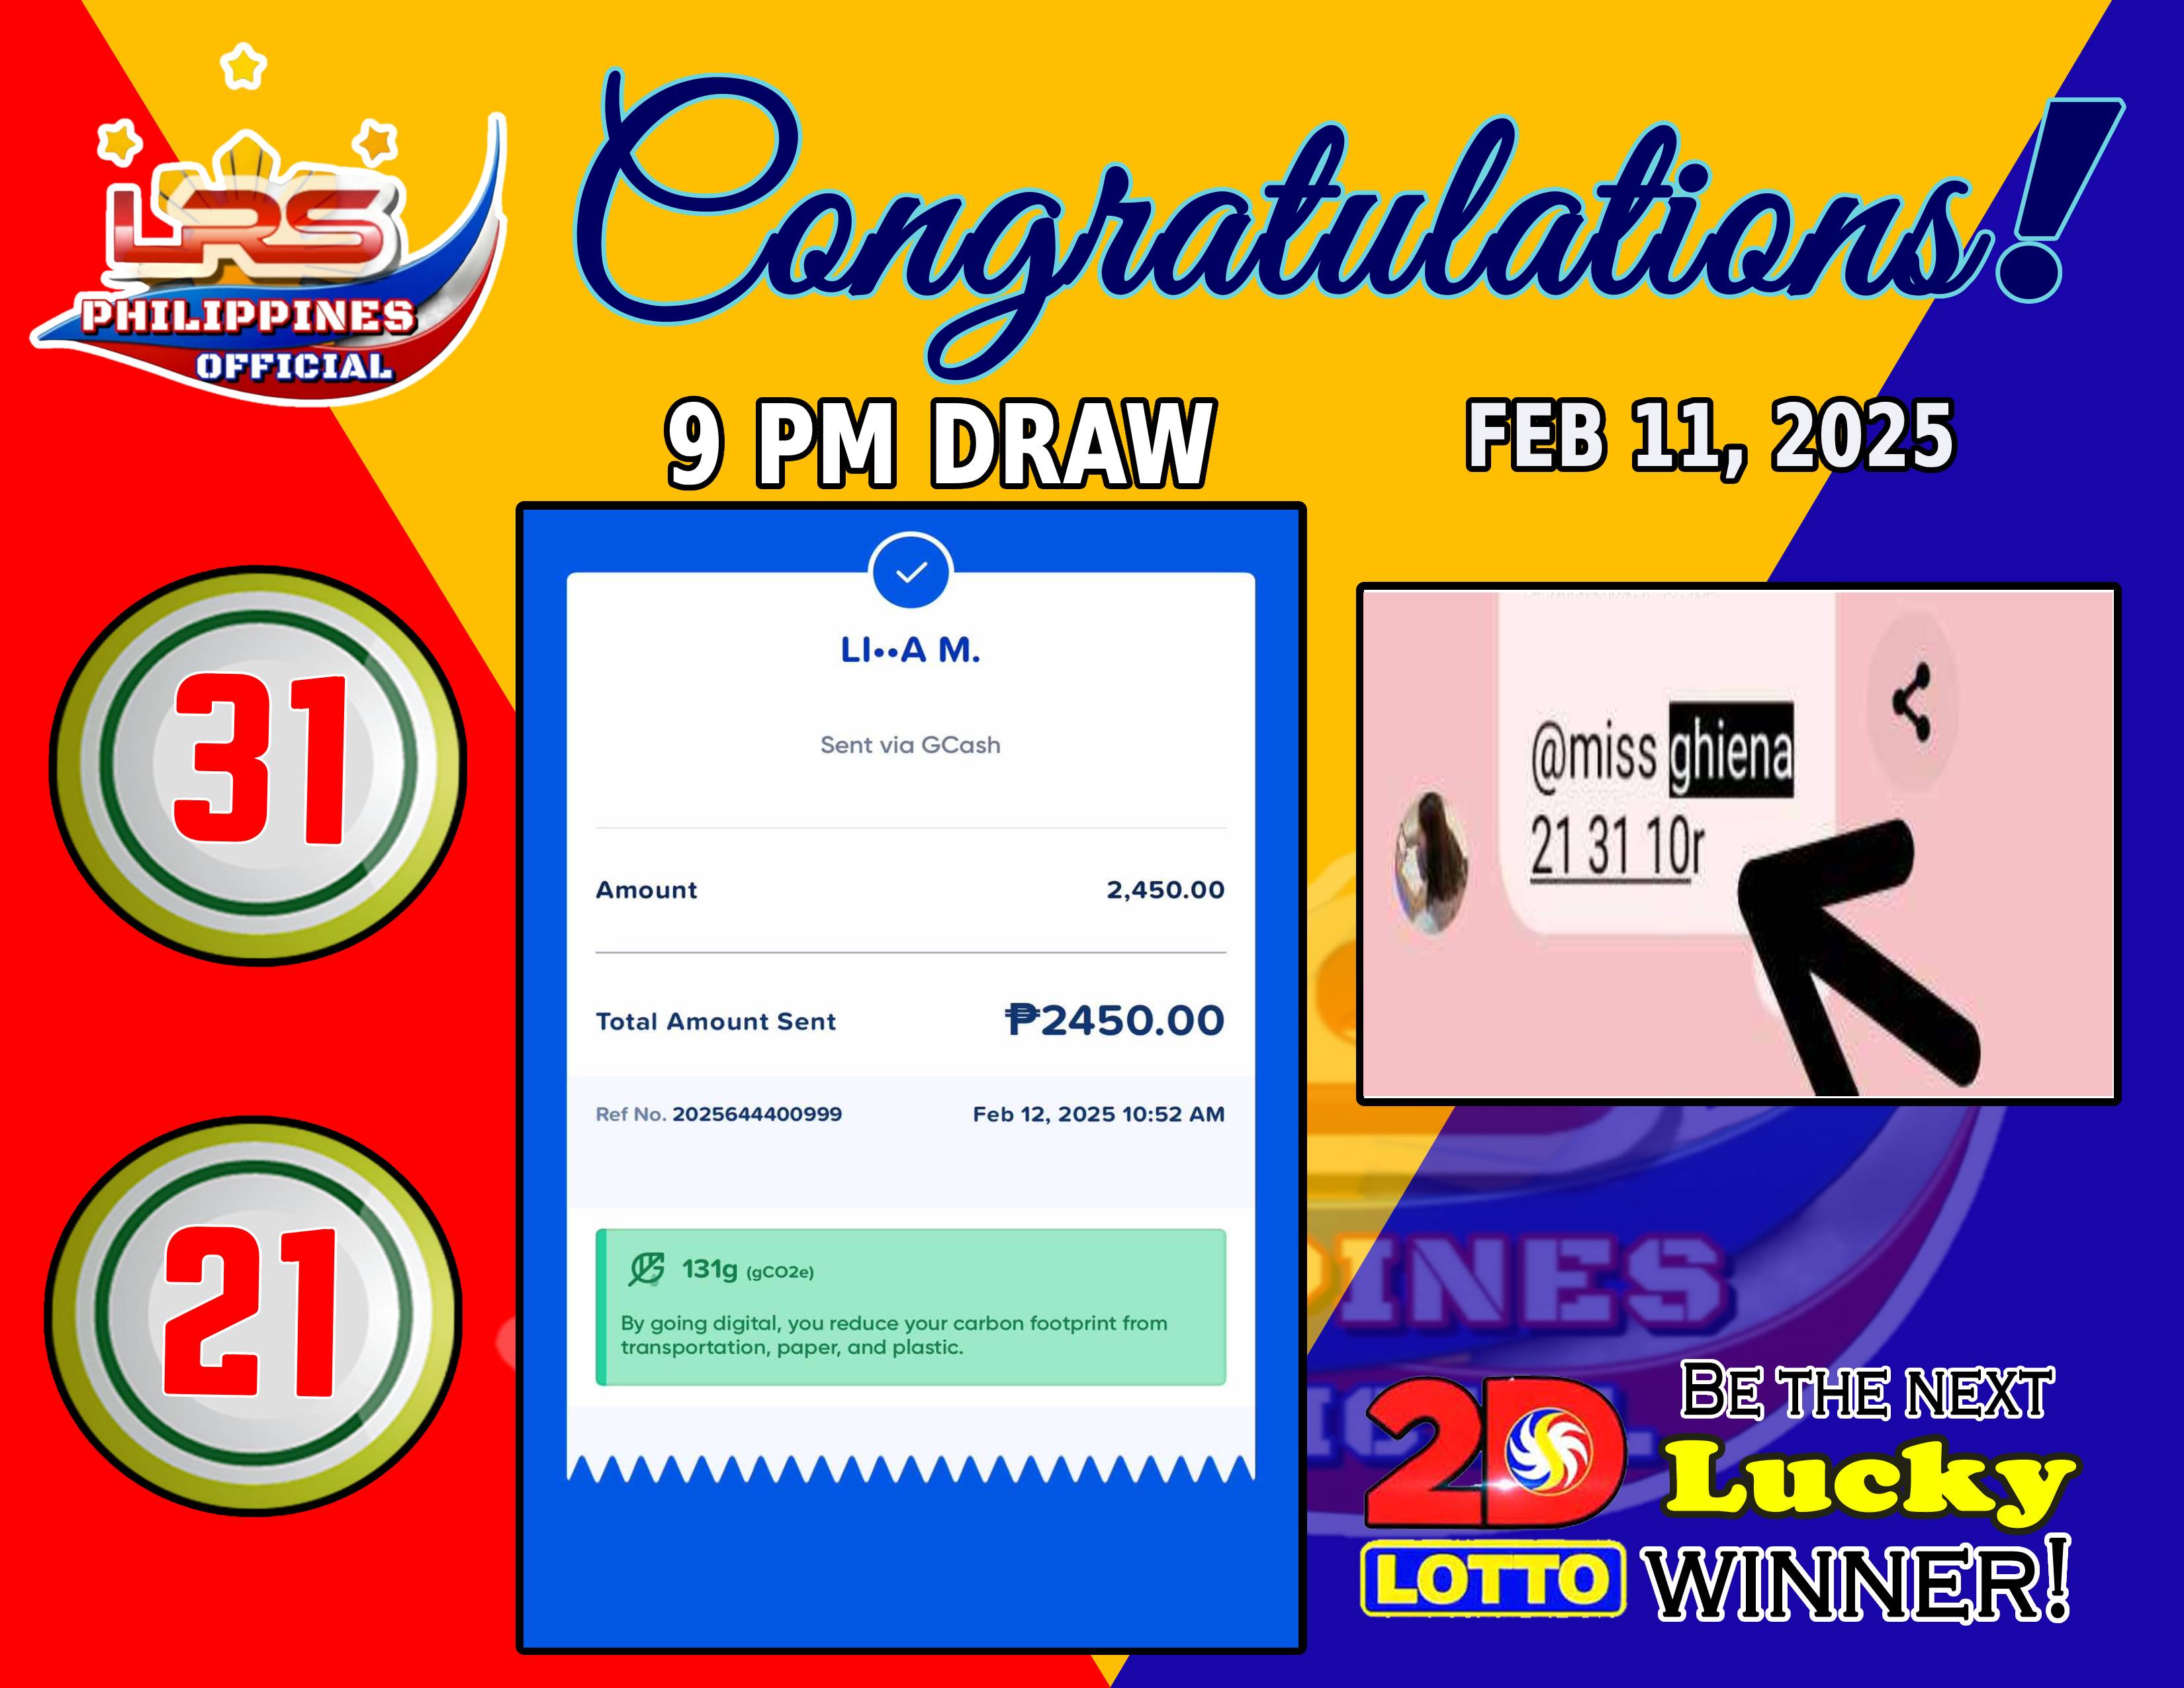 LRS
PHILIPPINES
OFFICIAL
Congratulations!
9 PM DRAW
FEB 11, 2025
31
21
LI••A M.
Sent via GCash
Amount 2,450.00
Total Amount Sent ₱2450.00
Ref No. 2025644400999 Feb 12, 2025 10:52 AM
131g (gCO2e)
By going digital, you reduce your carbon footprint from
transportation, paper, and plastic.
@miss ghiena
21 31 10r
PINES
2D
LOTTO
BE THE NEXT
Lucky
WINNER!